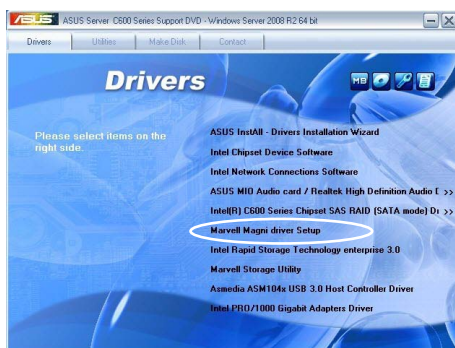 ASUS
ASUS Server C600 Series Support DVD - Windows Server 2008 R2 64 bit
Drivers
Utilities
Make Disk
Contact
Drivers
MB
Please select items on the
right side.
ASUS InstAll - Drivers Installation Wizard
Intel Chipset Device Software
Intel Network Connections Software
ASUS MIO Audio card / Realtek High Definition Audio D >>
Intel(R) C600 Series Chipset SAS RAID (SATA mode) Dr >>
Marvell Magni driver Setup
Intel Rapid Storage Technology enterprise 3.0
Marvell Storage Utility
Asmedia ASM104x USB 3.0 Host Controller Driver
Intel PRO/1000 Gigabit Adapters Driver